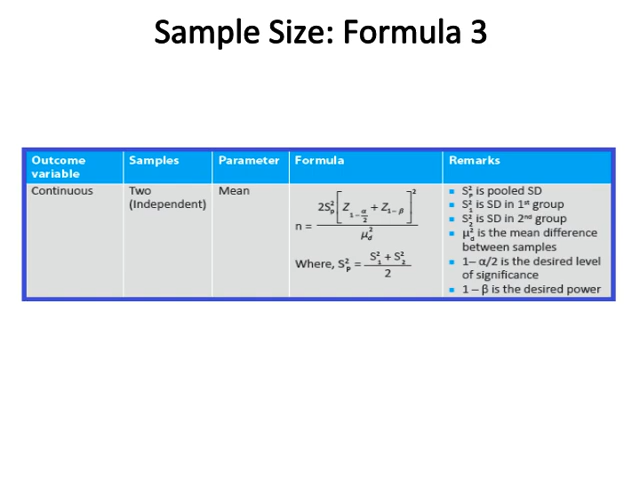 Sample Size: Formula 3
Outcome variable
Samples
Parameter
Formula
Remarks
Continuous
Two
(Independent)
Mean
n = 2S²ₚ[Z₁₋α/₂ + Z₁₋β]² / μ²d
Where, S²ₚ = S²₁ + S²₂ / 2
S²ₚ is pooled SD
S²₁ is SD in 1ˢᵗ group
S²₂ is SD in 2ⁿᵈ group
μ²d is the mean difference
between samples
1– α/2 is the desired level
of significance
1 – β is the desired power